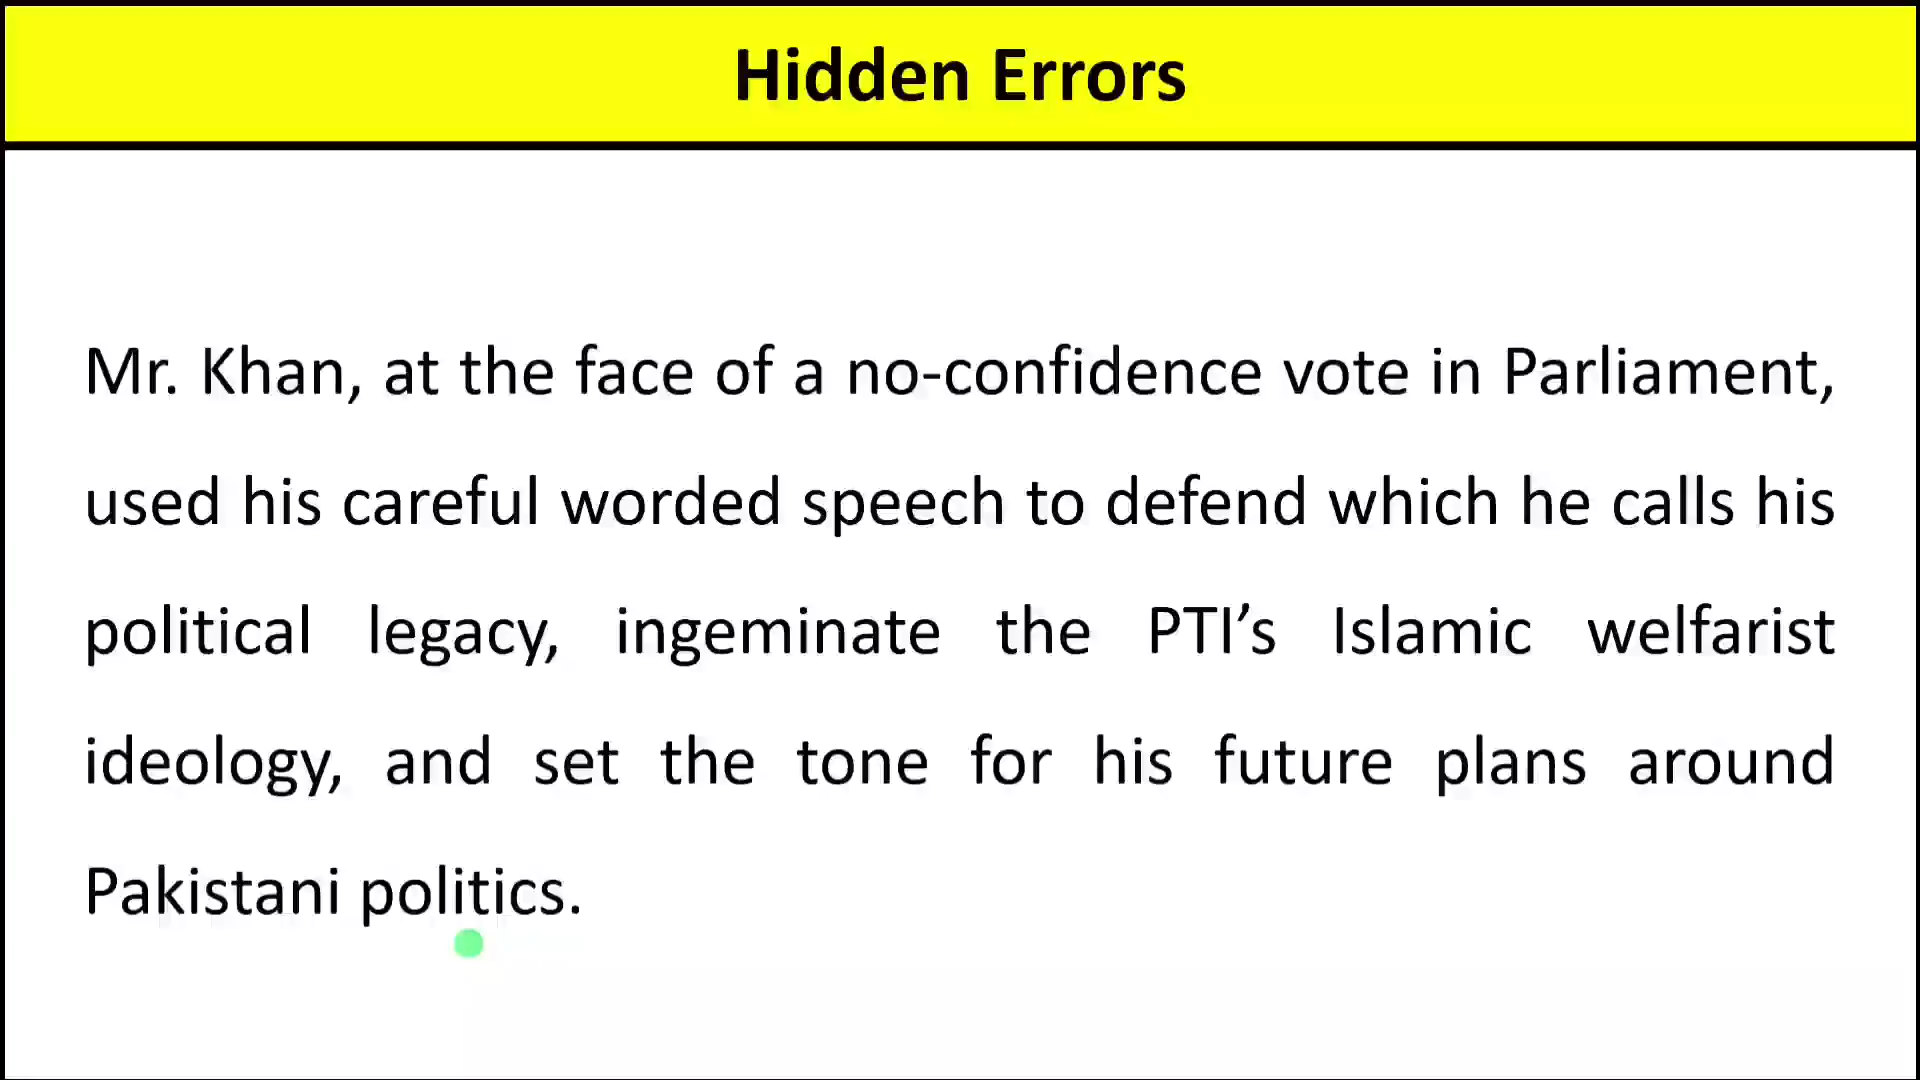 Hidden Errors
Mr. Khan, at the face of a no-confidence vote in Parliament,
used his careful worded speech to defend which he calls his
political legacy, ingeminate the PTI’s Islamic welfarist
ideology, and set the tone for his future plans around
Pakistani politics.